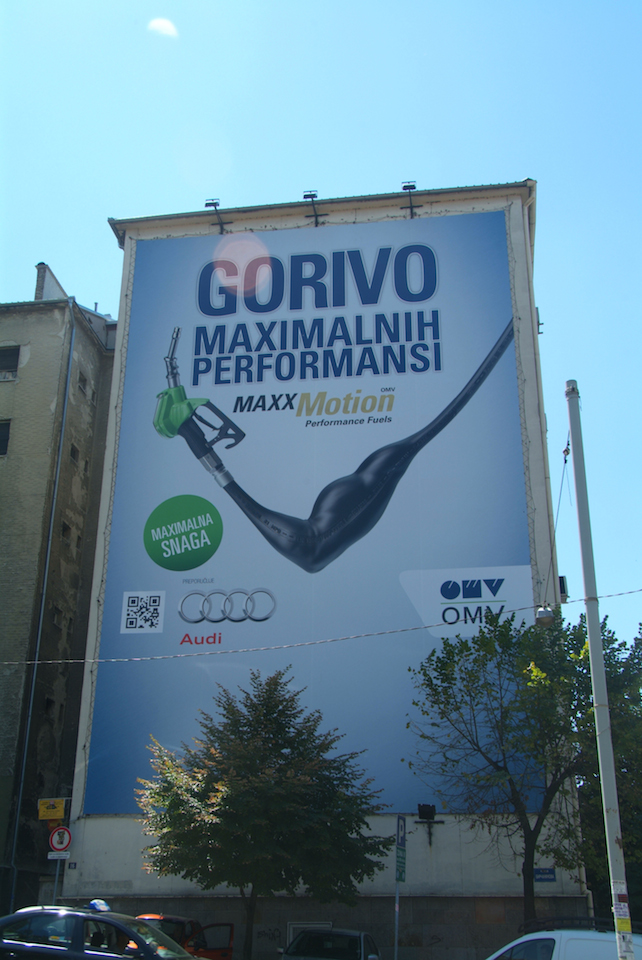 GORIVO
MAXIMALNIH
PERFORMANSI
OMV
MAXXMotion
Performance Fuels
MAXIMALNA
SNAGA
PREPORUČUJE
Audi
OMV
OMV